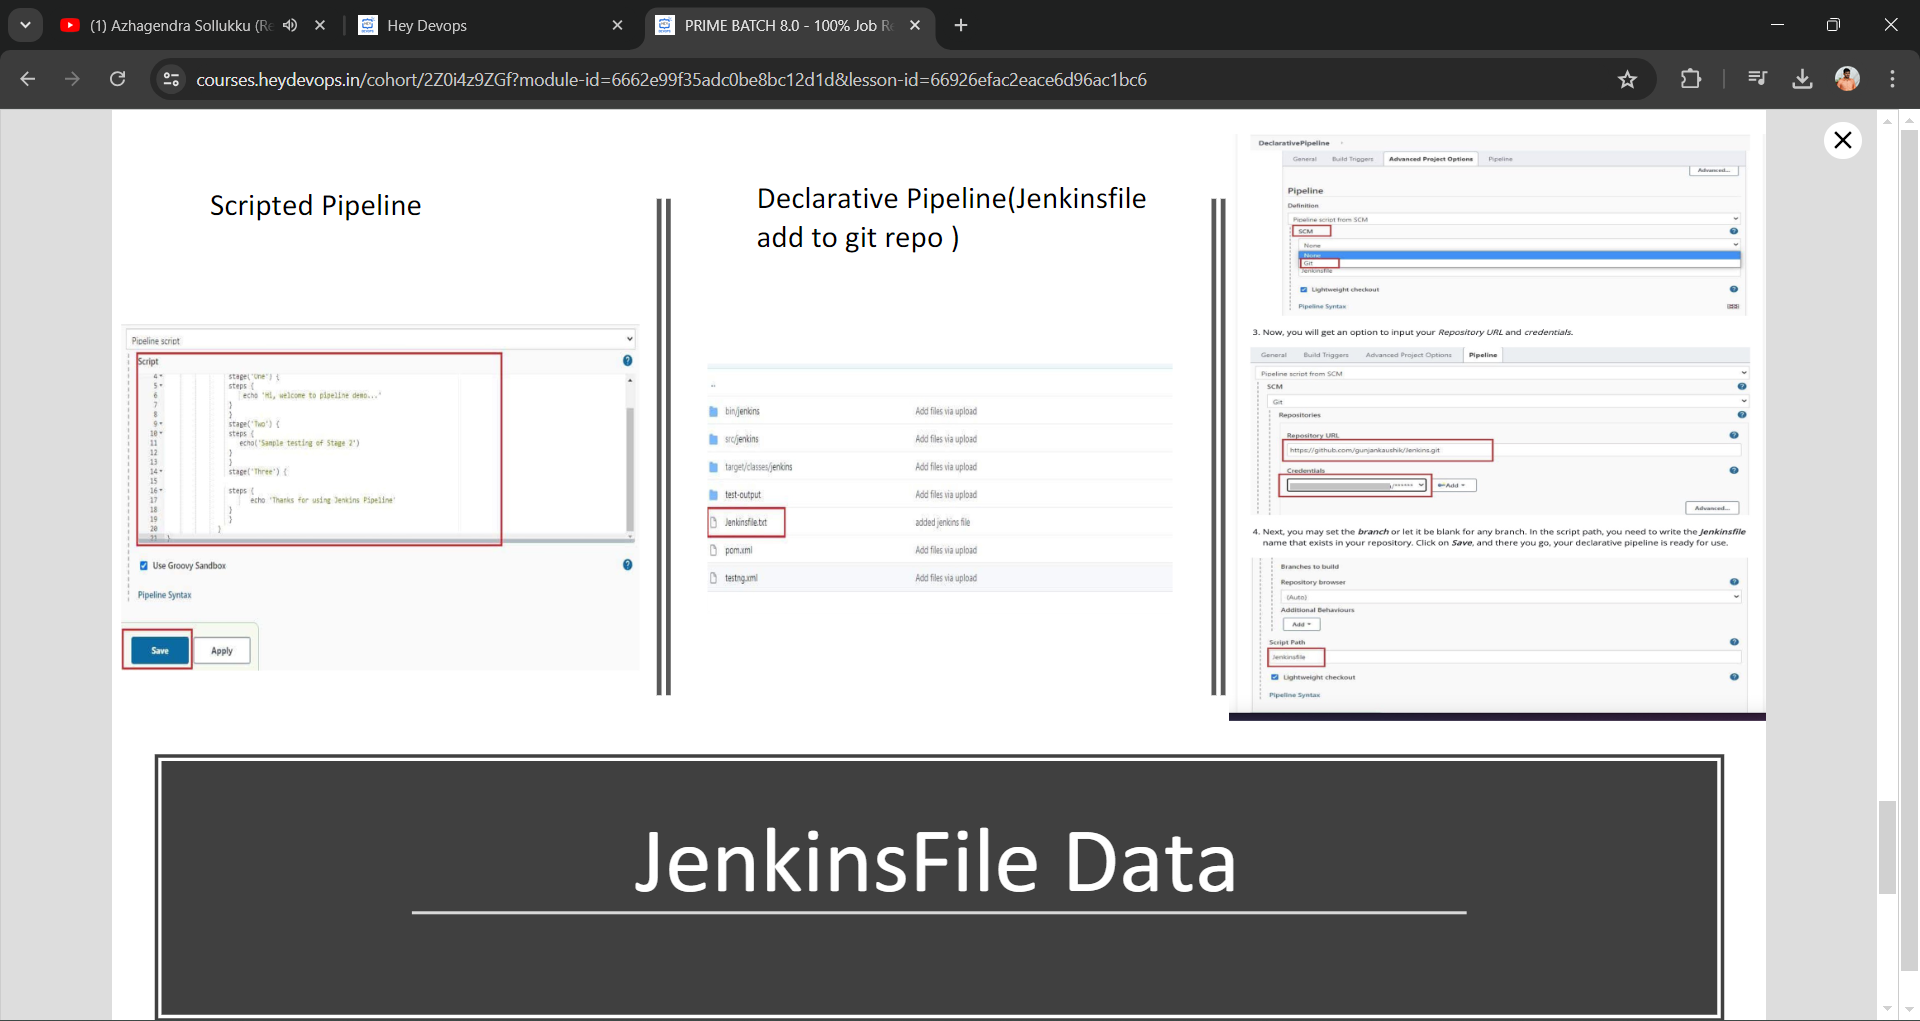 (1) Azhagendra Sollukku (Re
Hey Devops
PRIME BATCH 8.0 - 100% Job Re
courses.heydevops.in/cohort/2Z0i4z9ZGf?module-id=6662e99f35adc0be8bc12d1d&lesson-id=66926efac2eace6d96ac1bc6
Scripted Pipeline
Pipeline script
Script
4 stage('One') {
5 steps {
6 echo 'Hi, welcome to pipeline demo...'
7 }
8 }
9 stage('Two') {
10 steps {
11 echo('Sample testing of Stage 2')
12 }
13 }
14 stage('Three') {
15
16 steps {
17 echo 'Thanks for using Jenkins Pipeline'
18 }
19 }
20 }
21 }
Use Groovy Sandbox
Pipeline Syntax
Save
Apply
Declarative Pipeline(Jenkinsfile
add to git repo )
..
bin/jenkins Add files via upload
src/jenkins Add files via upload
target/classes/jenkins Add files via upload
test-output Add files via upload
Jenkinsfile.txt added jenkins file
pom.xml Add files via upload
testng.xml Add files via upload
DeclarativePipeline
General Build Triggers Advanced Project Options Pipeline
Advanced...
Pipeline
Definition
Pipeline script from SCM
SCM
None
None
Git
Jenkinsfile
Lightweight checkout
Pipeline Syntax
3. Now, you will get an option to input your Repository URL and credentials.
General Build Triggers Advanced Project Options Pipeline
Pipeline script from SCM
SCM
Git
Repositories
Repository URL
https://github.com/gunjankaushik/Jenkins.git
Credentials
/******
Add
Advanced...
4. Next, you may set the branch or let it be blank for any branch. In the script path, you need to write the Jenkinsfile
name that exists in your repository. Click on Save, and there you go, your declarative pipeline is ready for use.
Branches to build
Repository browser
(Auto)
Additional Behaviours
Add
Script Path
Jenkinsfile
Lightweight checkout
Pipeline Syntax
JenkinsFile Data